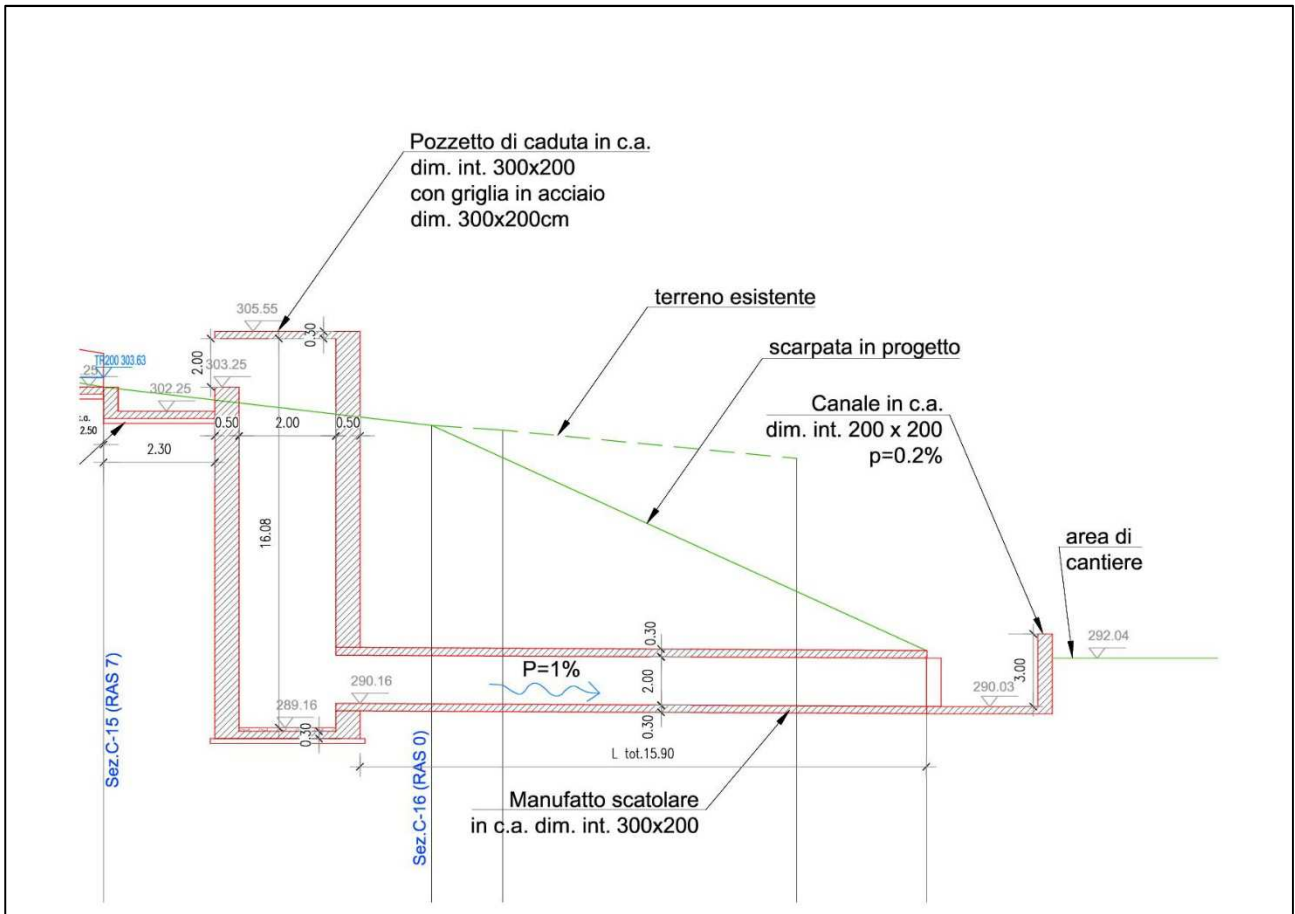 Pozzetto di caduta in c.a.
dim. int. 300x200
con griglia in acciaio
dim. 300x200cm
terreno esistente
scarpata in progetto
Canale in c.a.
dim. int. 200 x 200
p=0.2%
area di
cantiere
305.55
0.30
2.00
TR200 303.63
303.25
25
302.25
c.a.
2.50
0.50
2.00
0.50
2.30
16.08
292.04
0.30
P=1%
2.00
3.00
290.16
290.03
289.16
0.30
0.30
L tot.15.90
Sez.C-15 (RAS 7)
Sez.C-16 (RAS 0)
Manufatto scatolare
in c.a. dim. int. 300x200